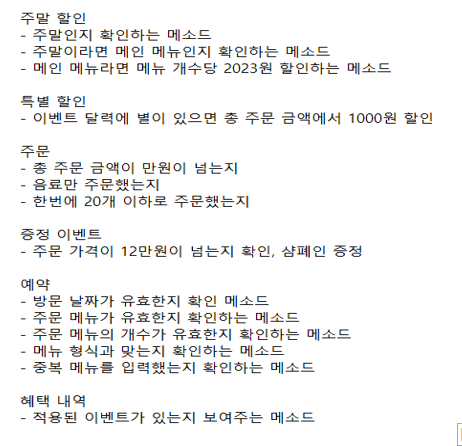 주말 할인
- 주말인지 확인하는 메소드
- 주말이라면 메인 메뉴인지 확인하는 메소드
- 메인 메뉴라면 메뉴 개수당 2023원 할인하는 메소드
특별 할인
- 이벤트 달력에 별이 있으면 총 주문 금액에서 1000원 할인
주문
- 총 주문 금액이 만원이 넘는지
- 음료만 주문했는지
- 한번에 20개 이하로 주문했는지
증정 이벤트
- 주문 가격이 12만원이 넘는지 확인, 샴페인 증정
예약
- 방문 날짜가 유효한지 확인 메소드
- 주문 메뉴가 유효한지 확인하는 메소드
- 주문 메뉴의 개수가 유효한지 확인하는 메소드
- 메뉴 형식과 맞는지 확인하는 메소드
- 중복 메뉴를 입력했는지 확인하는 메소드
혜택 내역
- 적용된 이벤트가 있는지 보여주는 메소드